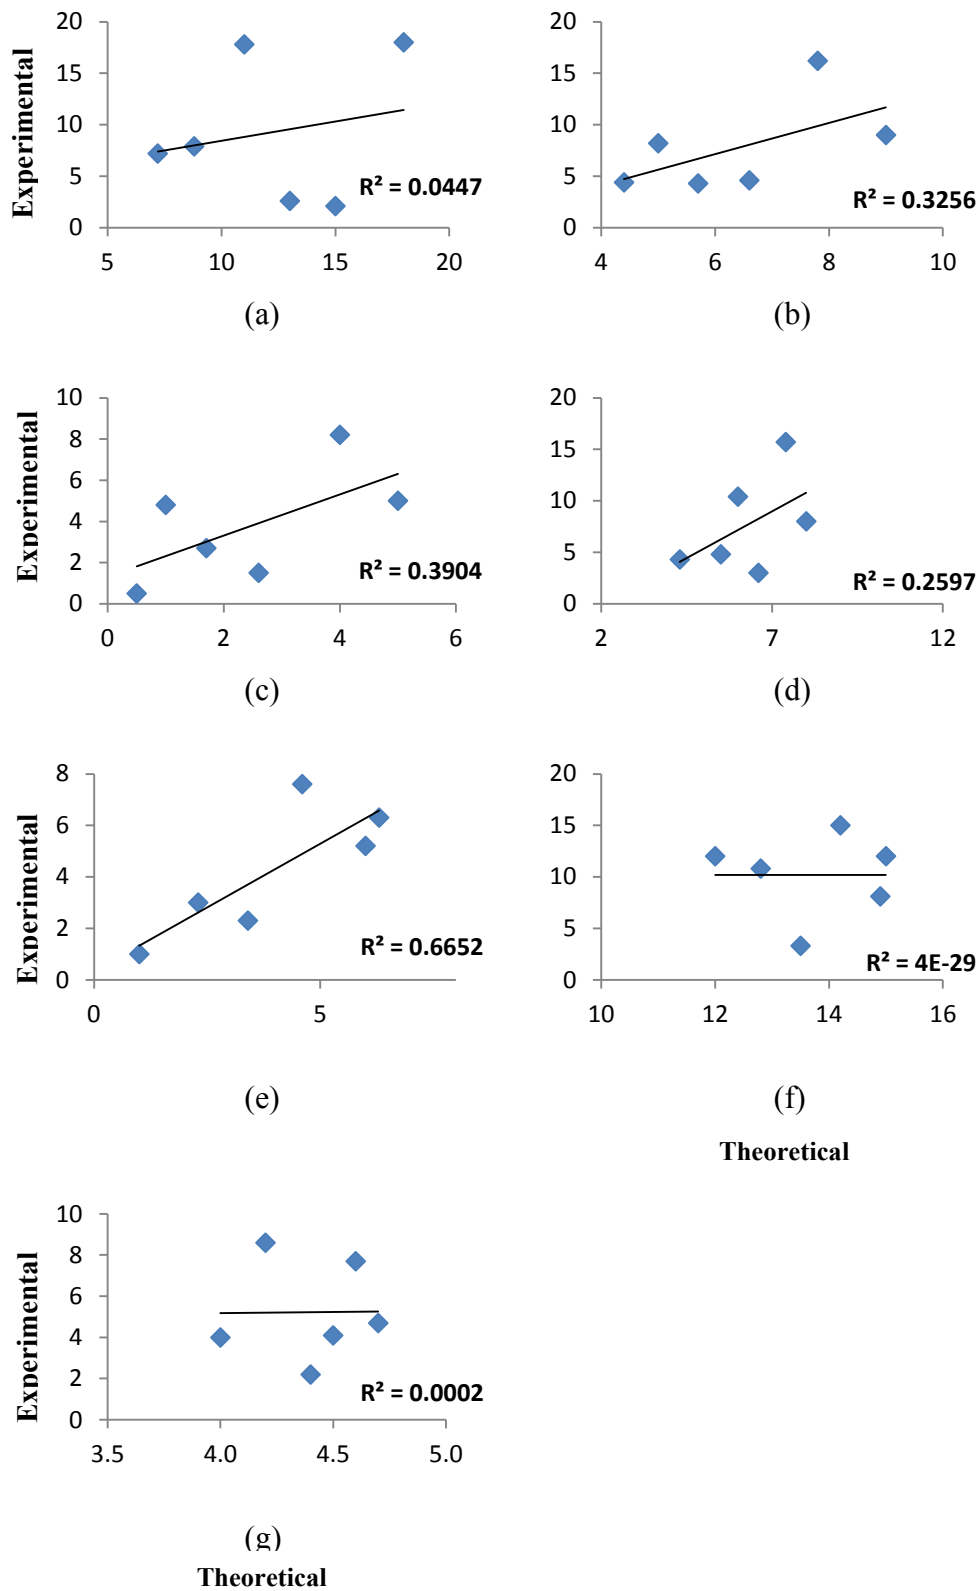 20
15
10
5
0
Experimental
R² = 0.0447
5 10 15 20
(a)
20
15
10
5
0
R² = 0.3256
4 6 8 10
(b)
10
8
6
4
2
0
Experimental
R² = 0.3904
0 2 4 6
(c)
20
15
10
5
0
R² = 0.2597
2 7 12
(d)
8
6
4
2
0
Experimental
R² = 0.6652
0 5
(e)
20
15
10
5
0
R² = 4E-29
10 12 14 16
(f)
Theoretical
10
8
6
4
2
0
Experimental
R² = 0.0002
3.5 4.0 4.5 5.0
(g)
Theoretical